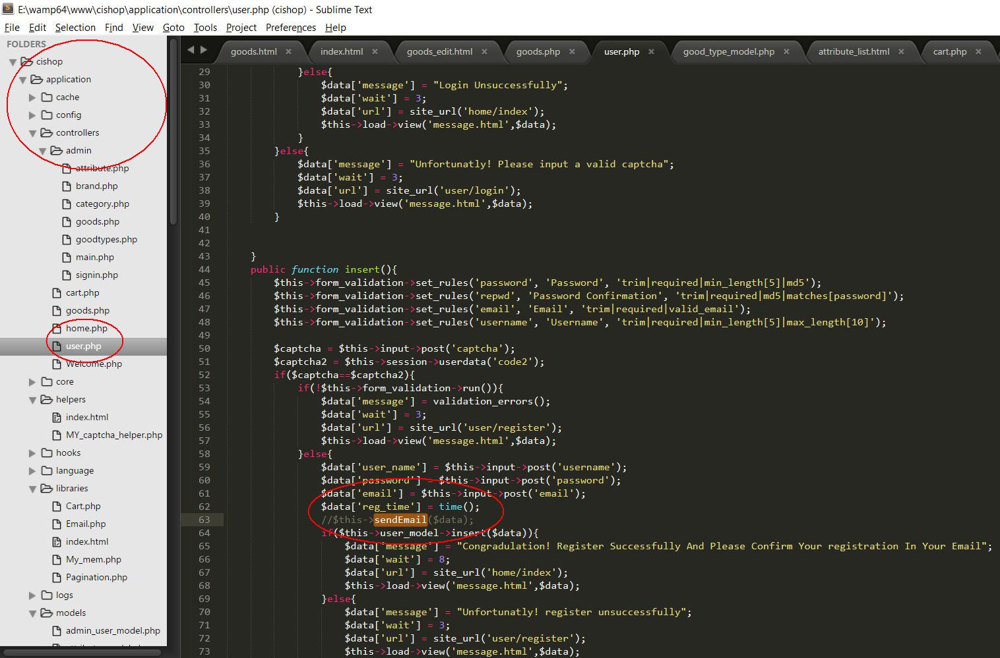 E:\wamp64\www\cishop\application\controllers\user.php (cishop) - Sublime Text
File Edit Selection Find View Goto Tools Project Preferences Help
FOLDERS
cishop
application
cache
config
controllers
admin
attribute.php
brand.php
category.php
goods.php
goodtypes.php
main.php
signin.php
cart.php
goods.php
home.php
user.php
Welcome.php
core
helpers
index.html
MY_captcha_helper.php
hooks
language
libraries
Cart.php
Email.php
index.html
My_mem.php
Pagination.php
logs
models
admin_user_model.php
goods.html × index.html × goods_edit.html × goods.php × user.php × good_type_model.php × attribute_list.html × cart.php ×
29 }else{
30 $data['message'] = "Login Unsuccessfully";
31 $data['wait'] = 3;
32 $data['url'] = site_url('home/index');
33 $this->load->view('message.html',$data);
34 }
35 }else{
36 $data['message'] = "Unfortunatly! Please input a valid captcha";
37 $data['wait'] = 3;
38 $data['url'] = site_url('user/login');
39 $this->load->view('message.html',$data);
40 }
41
42
43 }
44 public function insert(){
45 $this->form_validation->set_rules('password', 'Password', 'trim|required|min_length[5]|md5');
46 $this->form_validation->set_rules('repwd', 'Password Confirmation', 'trim|required|md5|matches[password]');
47 $this->form_validation->set_rules('email', 'Email', 'trim|required|valid_email');
48 $this->form_validation->set_rules('username', 'Username', 'trim|required|min_length[5]|max_length[10]');
49
50 $captcha = $this->input->post('captcha');
51 $captcha2 = $this->session->userdata('code2');
52 if($captcha==$captcha2){
53 if(!$this->form_validation->run()){
54 $data['message'] = validation_errors();
55 $data['wait'] = 3;
56 $data['url'] = site_url('user/register');
57 $this->load->view('message.html',$data);
58 }else{
59 $data['user_name'] = $this->input->post('username');
60 $data['password'] = $this->input->post('password');
61 $data['email'] = $this->input->post('email');
62 $data['reg_time'] = time();
63 //$this->sendEmail($data);
64 if($this->user_model->insert($data)){
65 $data['message'] = "Congradulation! Register Successfully And Please Confirm Your registration In Your Email";
66 $data['wait'] = 8;
67 $data['url'] = site_url('home/index');
68 $this->load->view('message.html',$data);
69 }else{
70 $data['message'] = "Unfortunatly! register unsuccessfully";
71 $data['wait'] = 3;
72 $data['url'] = site_url('user/register');
73 $this->load->view('message.html',$data);